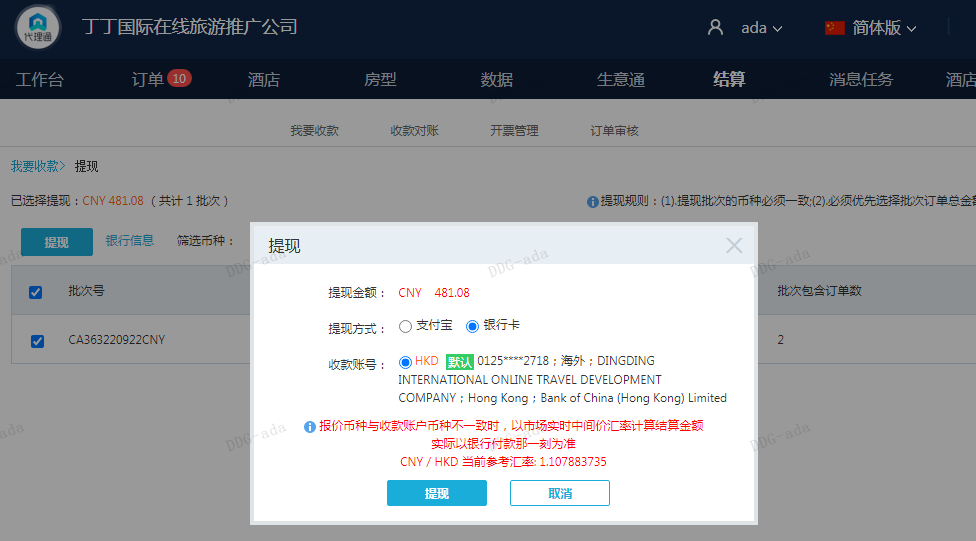 代理通
丁丁国际在线旅游推广公司
ada
简体版
工作台
订单 10
酒店
房型
数据
生意通
结算
消息任务
酒店
我要收款
收款对账
开票管理
订单审核
我要收款> 提现
已选择提现：CNY 481.08 （ 共计 1 批次 ）
提现规则：(1).提现批次的币种必须一致;(2).必须优先选择批次订单总金额
提现
银行信息
筛选币种：
批次号
批次包含订单数
CA363220922CNY
2
提现
提现金额： CNY 481.08
提现方式： 支付宝 银行卡
收款账号： HKD 默认 0125****2718；海外；DINGDING
INTERNATIONAL ONLINE TRAVEL DEVELOPMENT
COMPANY；Hong Kong；Bank of China (Hong Kong) Limited
报价币种与收款账户币种不一致时，以市场实时中间价汇率计算结算金额
实际以银行付款那一刻为准
CNY / HKD 当前参考汇率: 1.107883735
提现
取消
DDG-ada
DDG-ada
DDG-ada
DDG-ada
DDG-ada